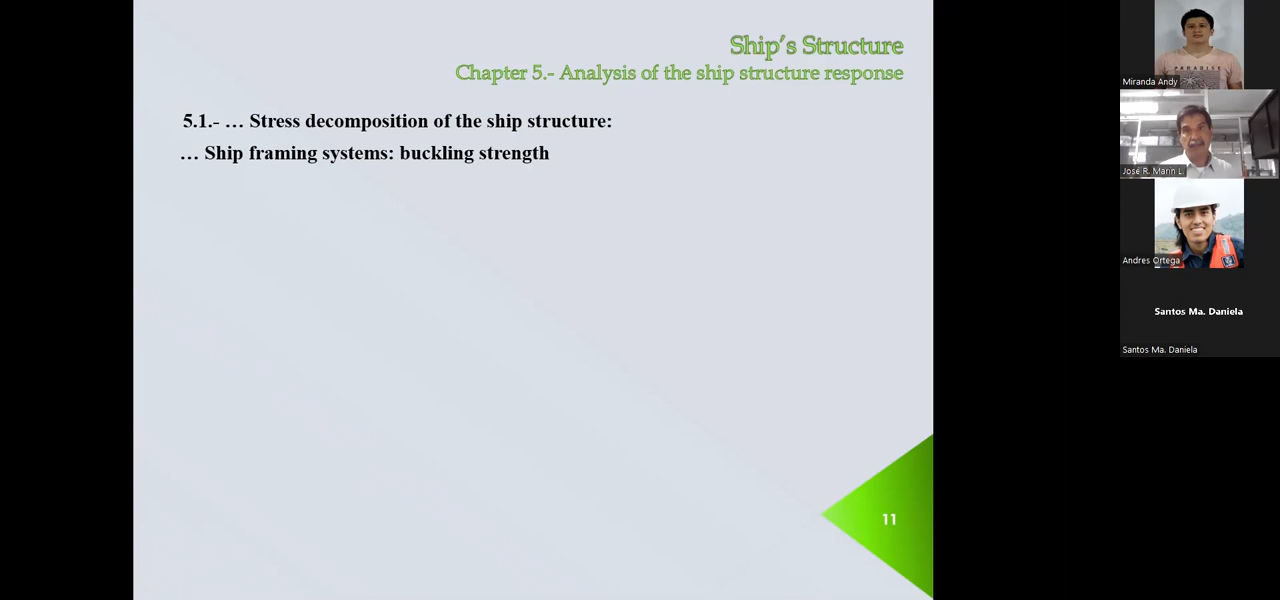 Ship's Structure
Chapter 5.- Analysis of the ship structure response
5.1.- … Stress decomposition of the ship structure:
… Ship framing systems: buckling strength
11
PARADISE
Miranda Andy
José R. Marín L.
Andres Ortega
Santos Ma. Daniela
Santos Ma. Daniela